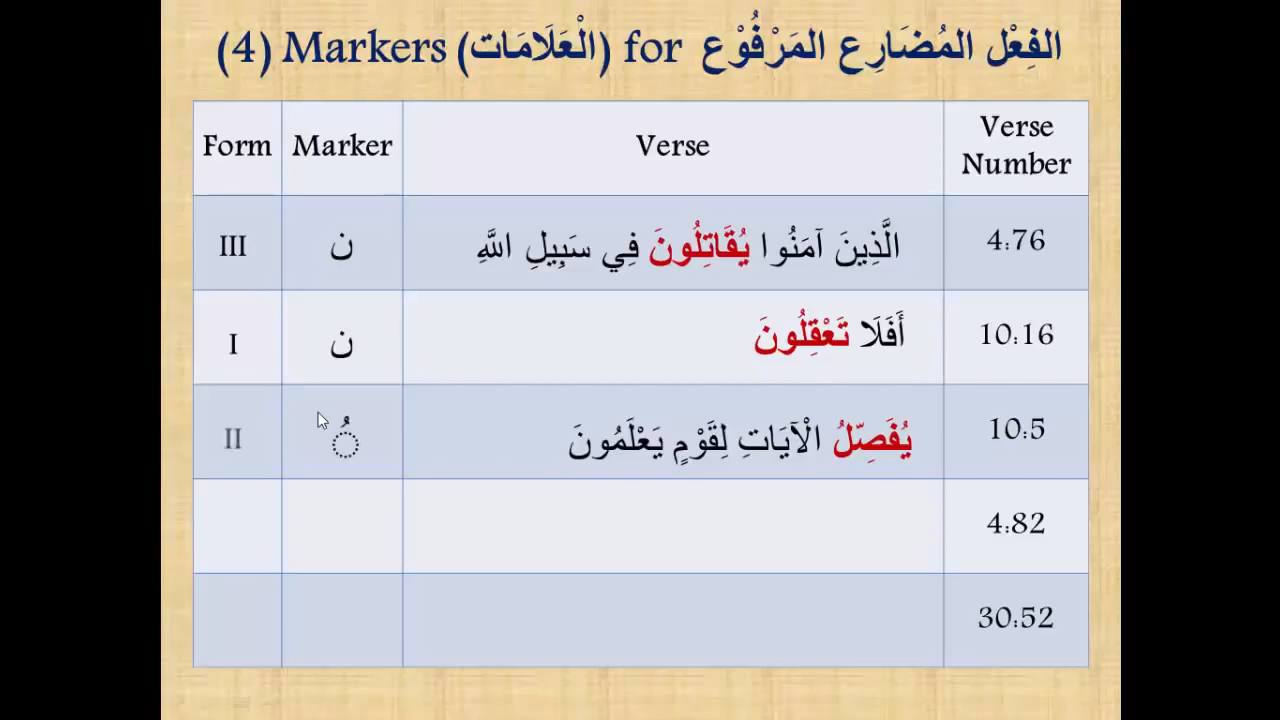 (4) Markers (الْعَلَامَات) for الفِعْل المُضَارِع المَرْفُوْع
Form Marker Verse Verse Number
III ن الَّذِينَ آمَنُوا يُقَاتِلُونَ فِي سَبِيلِ اللَّهِ 4:76
I ن أَفَلَا تَعْقِلُونَ 10:16
II ◌ُ يُفَصِّلُ الْآيَاتِ لِقَوْمٍ يَعْلَمُونَ 10:5
4:82
30:52